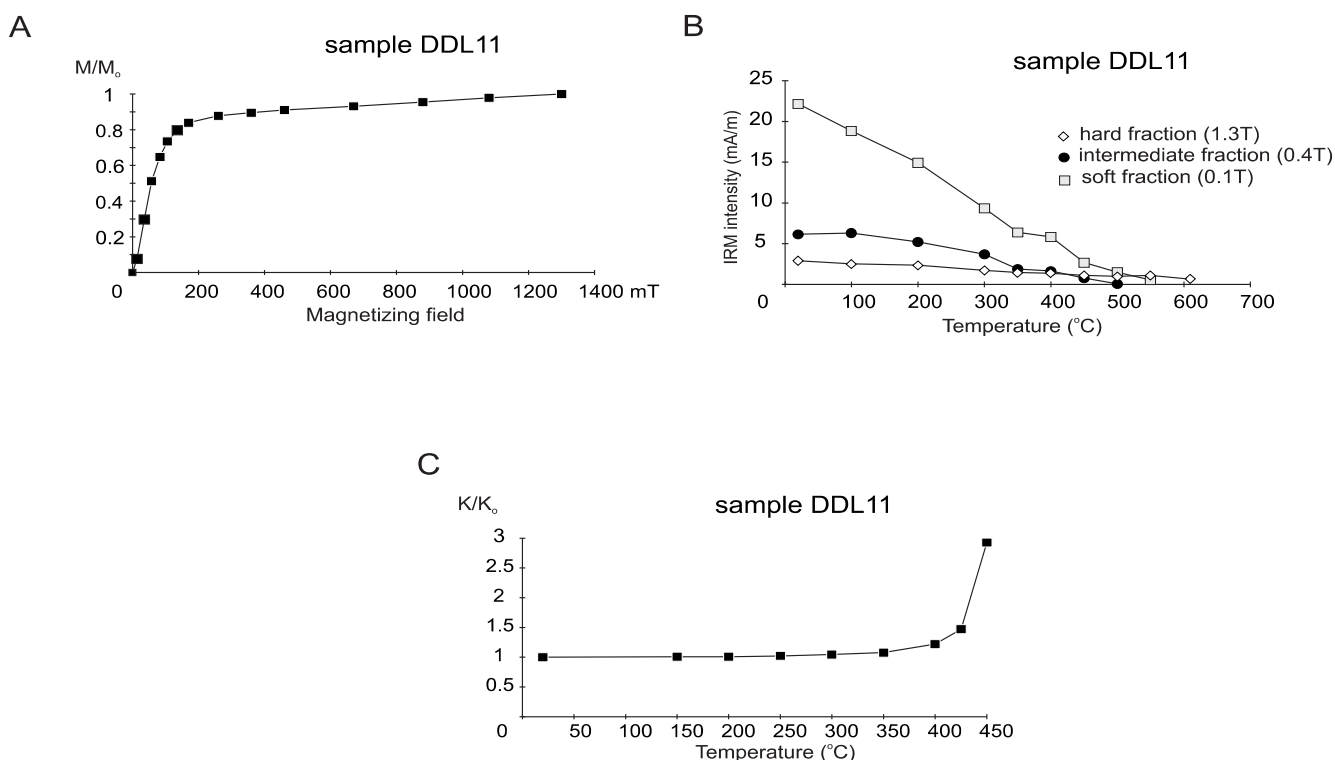 A
sample DDL11
M/Mₒ
1
0.8
0.6
0.4
0.2
0 200 400 600 800 1000 1200 1400 mT
Magnetizing field
B
sample DDL11
IRM intensity (mA/m)
25
20
15
10
5
hard fraction (1.3T)
intermediate fraction (0.4T)
soft fraction (0.1T)
0 100 200 300 400 500 600 700
Temperature (°C)
C
K/Kₒ
sample DDL11
3
2.5
2
1.5
1
0.5
0 50 100 150 200 250 300 350 400 450
Temperature (°C)